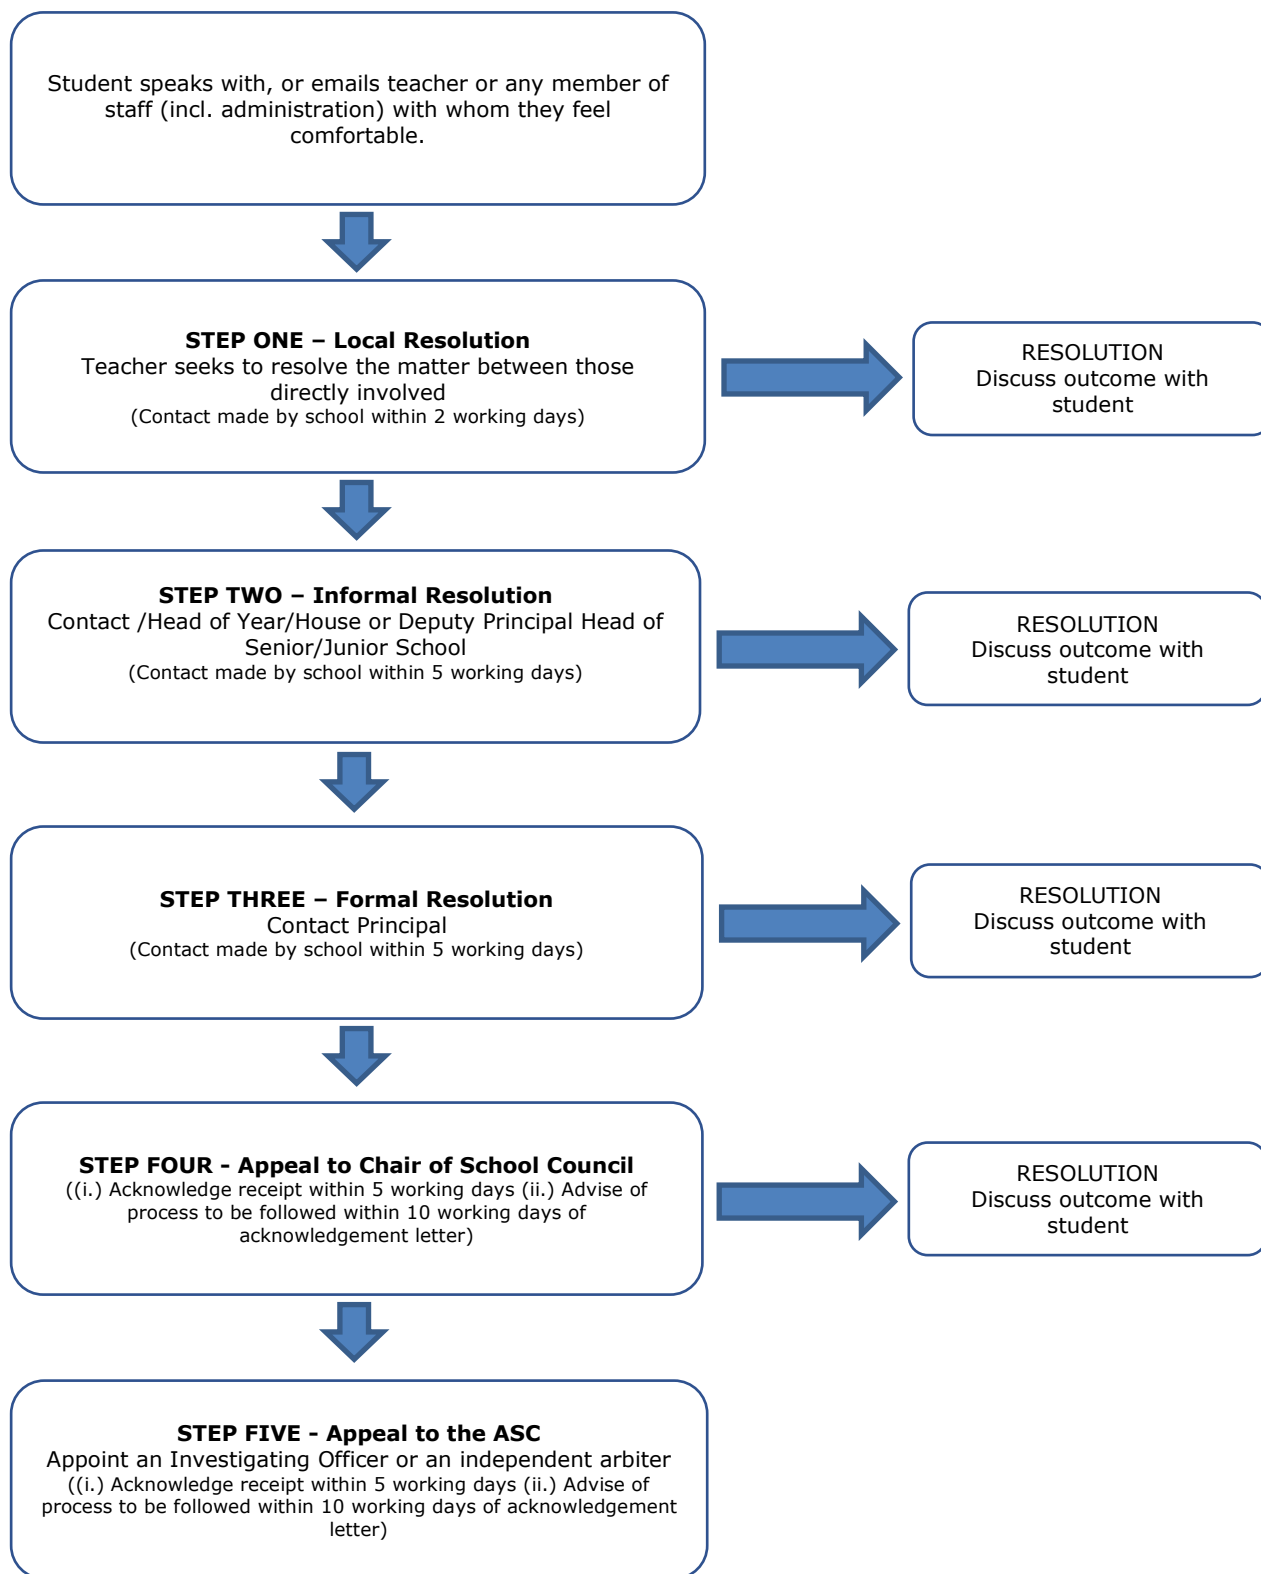 Student speaks with, or emails teacher or any member of
staff (incl. administration) with whom they feel
comfortable.
STEP ONE – Local Resolution
Teacher seeks to resolve the matter between those
directly involved
(Contact made by school within 2 working days)
RESOLUTION
Discuss outcome with
student
STEP TWO – Informal Resolution
Contact /Head of Year/House or Deputy Principal Head of
Senior/Junior School
(Contact made by school within 5 working days)
RESOLUTION
Discuss outcome with
student
STEP THREE – Formal Resolution
Contact Principal
(Contact made by school within 5 working days)
RESOLUTION
Discuss outcome with
student
STEP FOUR - Appeal to Chair of School Council
((i.) Acknowledge receipt within 5 working days (ii.) Advise of
process to be followed within 10 working days of
acknowledgement letter)
RESOLUTION
Discuss outcome with
student
STEP FIVE - Appeal to the ASC
Appoint an Investigating Officer or an independent arbiter
((i.) Acknowledge receipt within 5 working days (ii.) Advise of
process to be followed within 10 working days of acknowledgement
letter)